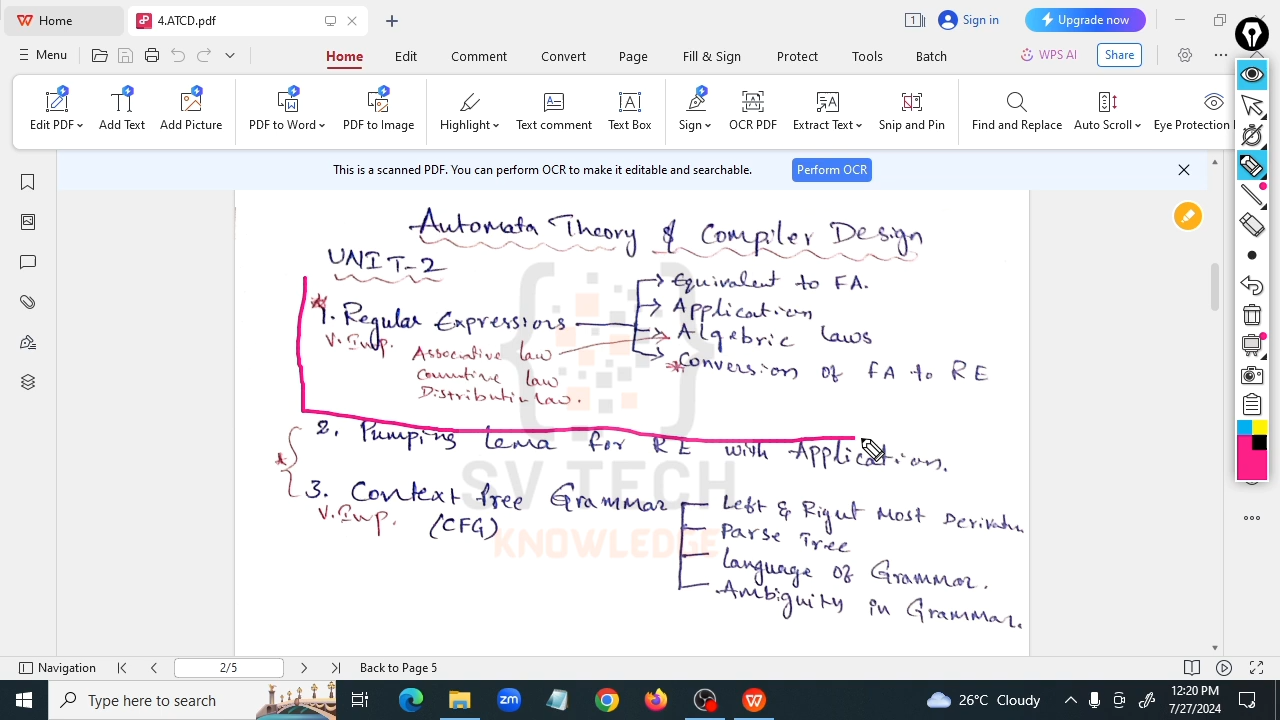 Home
4.ATCD.pdf
1
Sign in
Upgrade now
Menu
Home Edit Comment Convert Page Fill & Sign Protect Tools Batch
WPS AI
Share
Edit PDF Add Text Add Picture PDF to Word PDF to Image Highlight Text comment Text Box Sign OCR PDF Extract Text Snip and Pin Find and Replace Auto Scroll Eye Protection
This is a scanned PDF. You can perform OCR to make it editable and searchable.
Perform OCR
Automata Theory & Compiler Design
UNIT-2
1. Regular Expressions
V. Imp.
Equivalent to FA.
Application
Algebric laws
*Conversion of FA to RE
Associative law
Comutive law
Distributive law.
2. Pumping lema for RE with Application.
3. Context free Grammar
V. Imp. (CFG)
Left & Right Most Derivatn
Parse Tree
Language of Grammar.
Ambiguity in Grammar.
SV TECH
KNOWLEDGE
Navigation
2/5
Back to Page 5
Type here to search
zm
26°C Cloudy
12:20 PM
7/27/2024